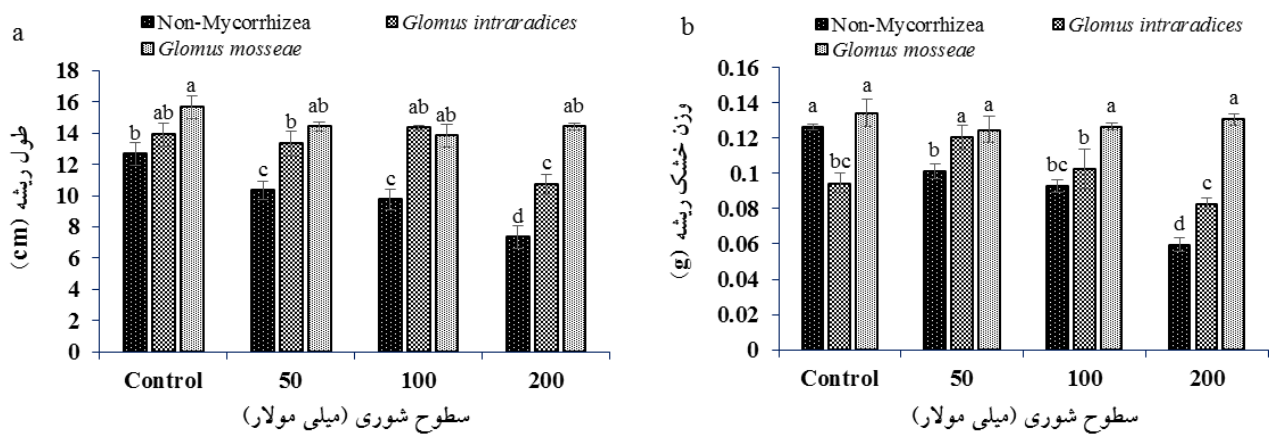 a
Non-Mycorrhizea Glomus intraradices
Glomus mosseae
18
16
14
12
10
8
6
4
2
0
طول ریشه (cm)
b ab a
c b ab
c ab ab
d c ab
Control 50 100 200
سطوح شوری (میلی مولار)
b
Non-Mycorrhizea Glomus intraradices
Glomus mosseae
0.16
0.14
0.12
0.1
0.08
0.06
0.04
0.02
0
وزن خشک ریشه (g)
a bc a
b a a
bc b a
d c a
Control 50 100 200
سطوح شوری (میلی مولار)